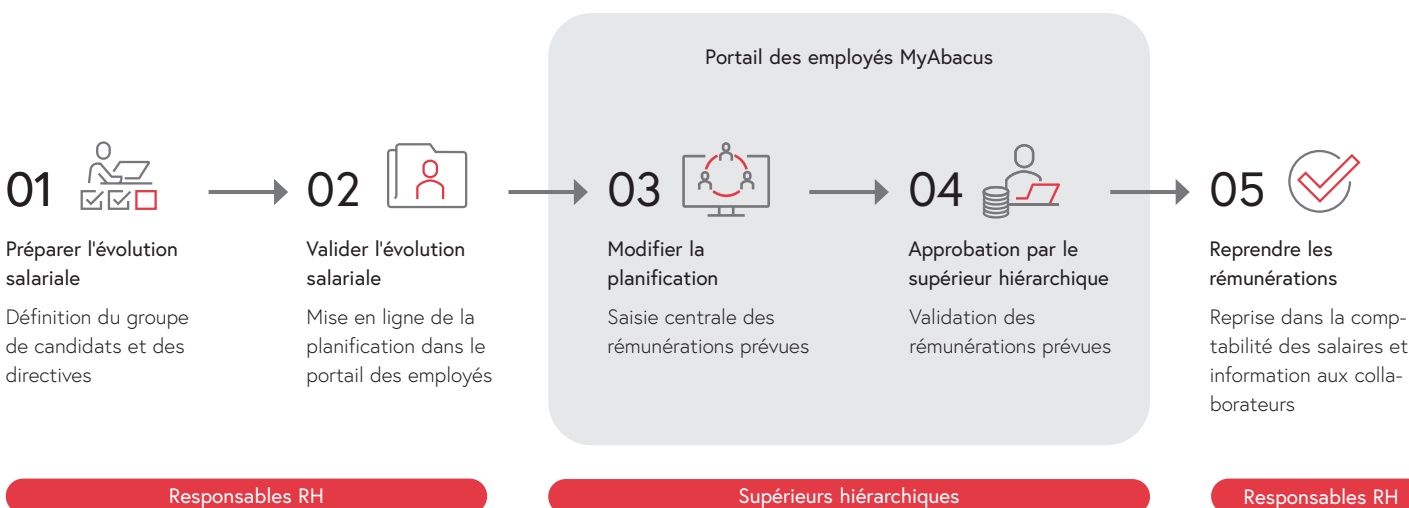 Portail des employés MyAbacus
01
Préparer l'évolution
salariale
Définition du groupe
de candidats et des
directives
02
Valider l'évolution
salariale
Mise en ligne de la
planification dans le
portail des employés
03
Modifier la
planification
Saisie centrale des
rémunérations prévues
04
Approbation par le
supérieur hiérarchique
Validation des
rémunérations prévues
05
Reprendre les
rémunérations
Reprise dans la comp-
tabilité des salaires et
information aux colla-
borateurs
Responsables RH
Supérieurs hiérarchiques
Responsables RH